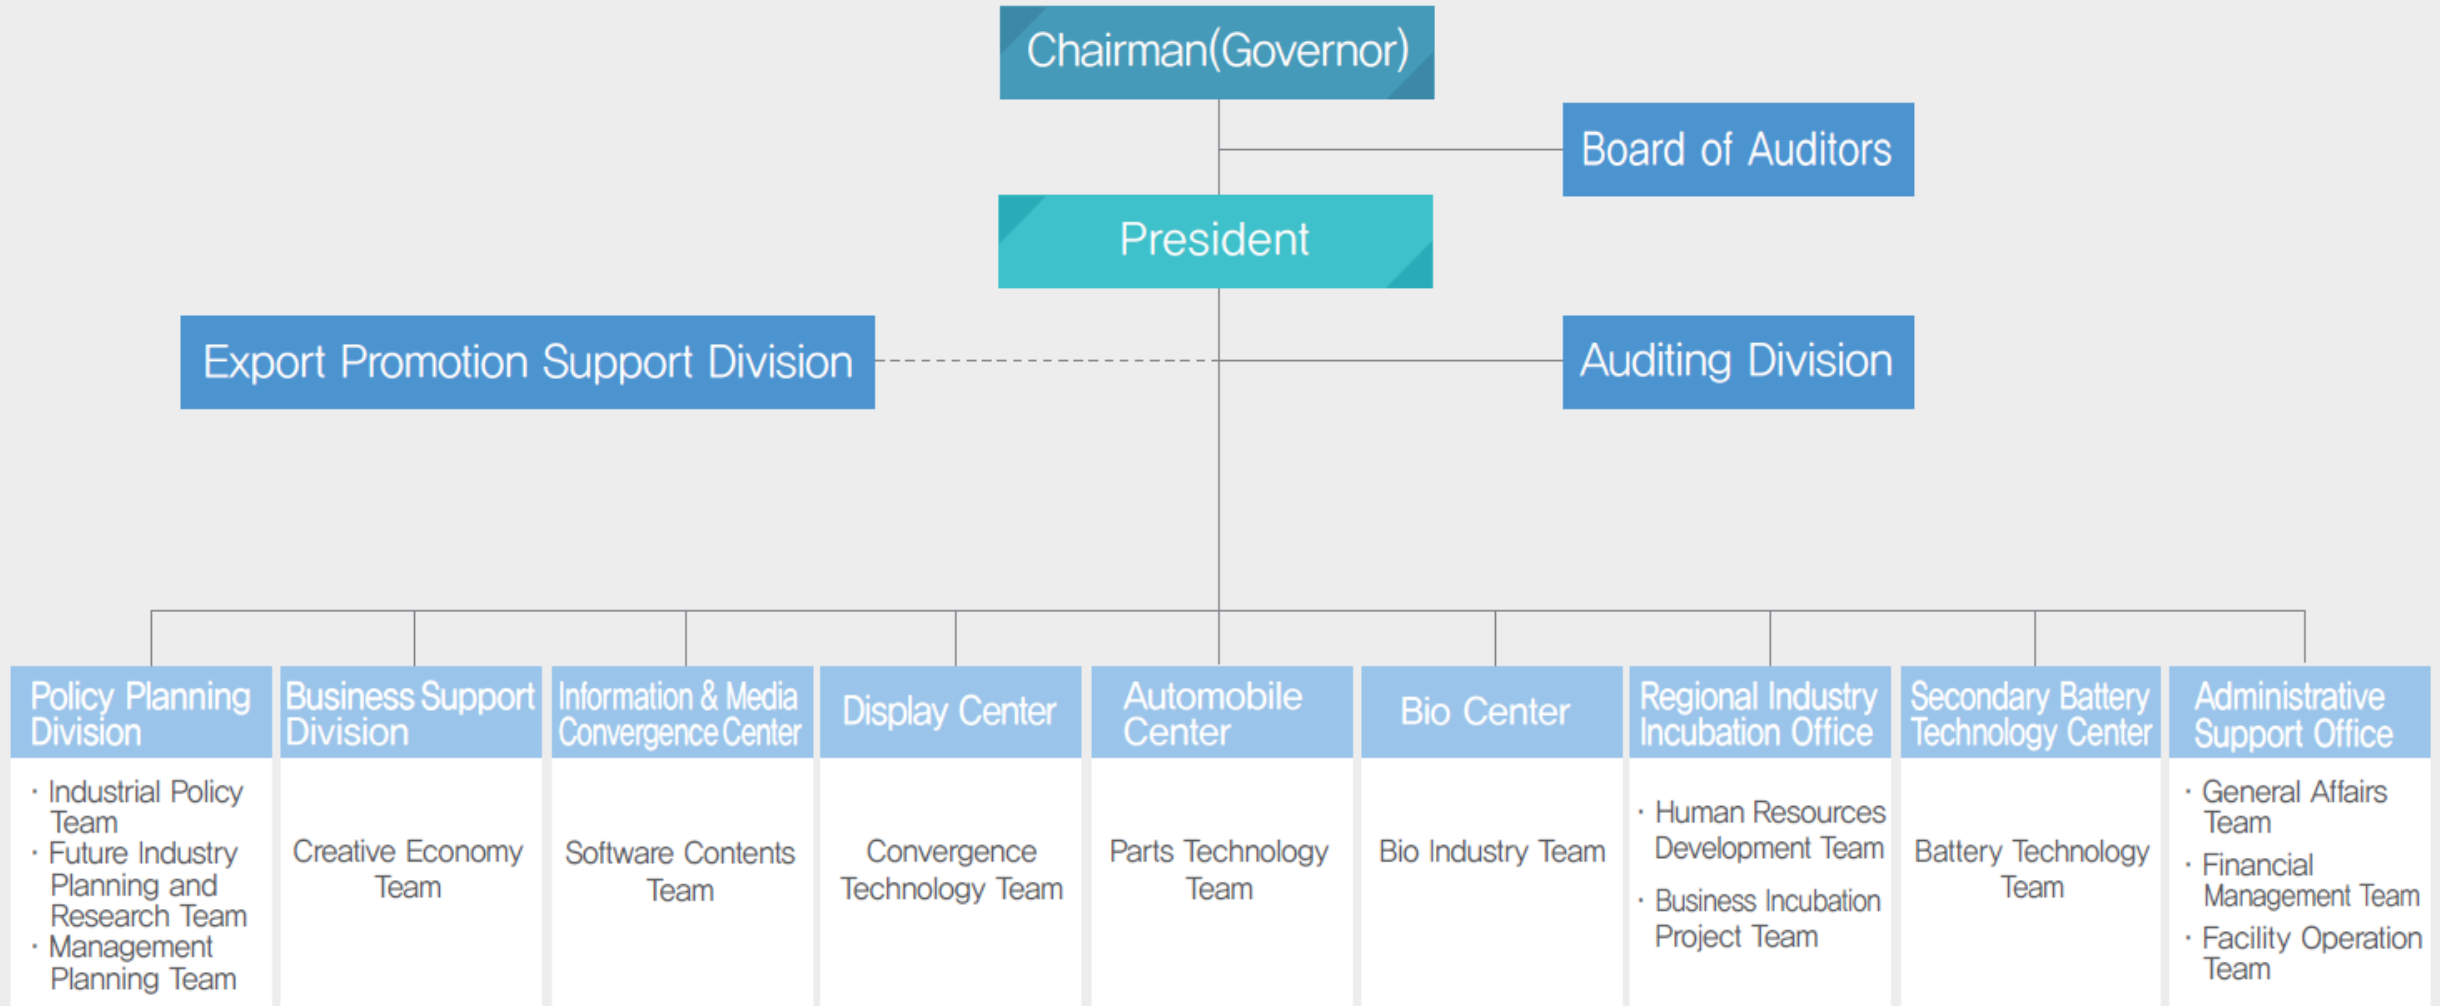 Chairman(Governor)
Board of Auditors
President
Export Promotion Support Division
Auditing Division
Policy Planning
Division
· Industrial Policy
Team
· Future Industry
Planning and
Research Team
· Management
Planning Team
Business Support
Division
Creative Economy
Team
Information & Media
Convergence Center
Software Contents
Team
Display Center
Convergence
Technology Team
Automobile
Center
Parts Technology
Team
Bio Center
Bio Industry Team
Regional Industry
Incubation Office
· Human Resources
Development Team
· Business Incubation
Project Team
Secondary Battery
Technology Center
Battery Technology
Team
Administrative
Support Office
· General Affairs
Team
· Financial
Management Team
· Facility Operation
Team